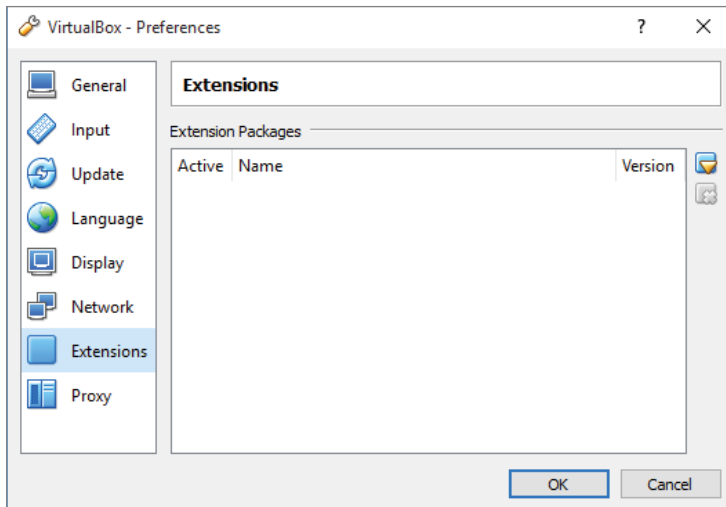 VirtualBox - Preferences
?
General
Input
Update
Language
Display
Network
Extensions
Proxy
Extensions
Extension Packages
Active Name Version
OK Cancel